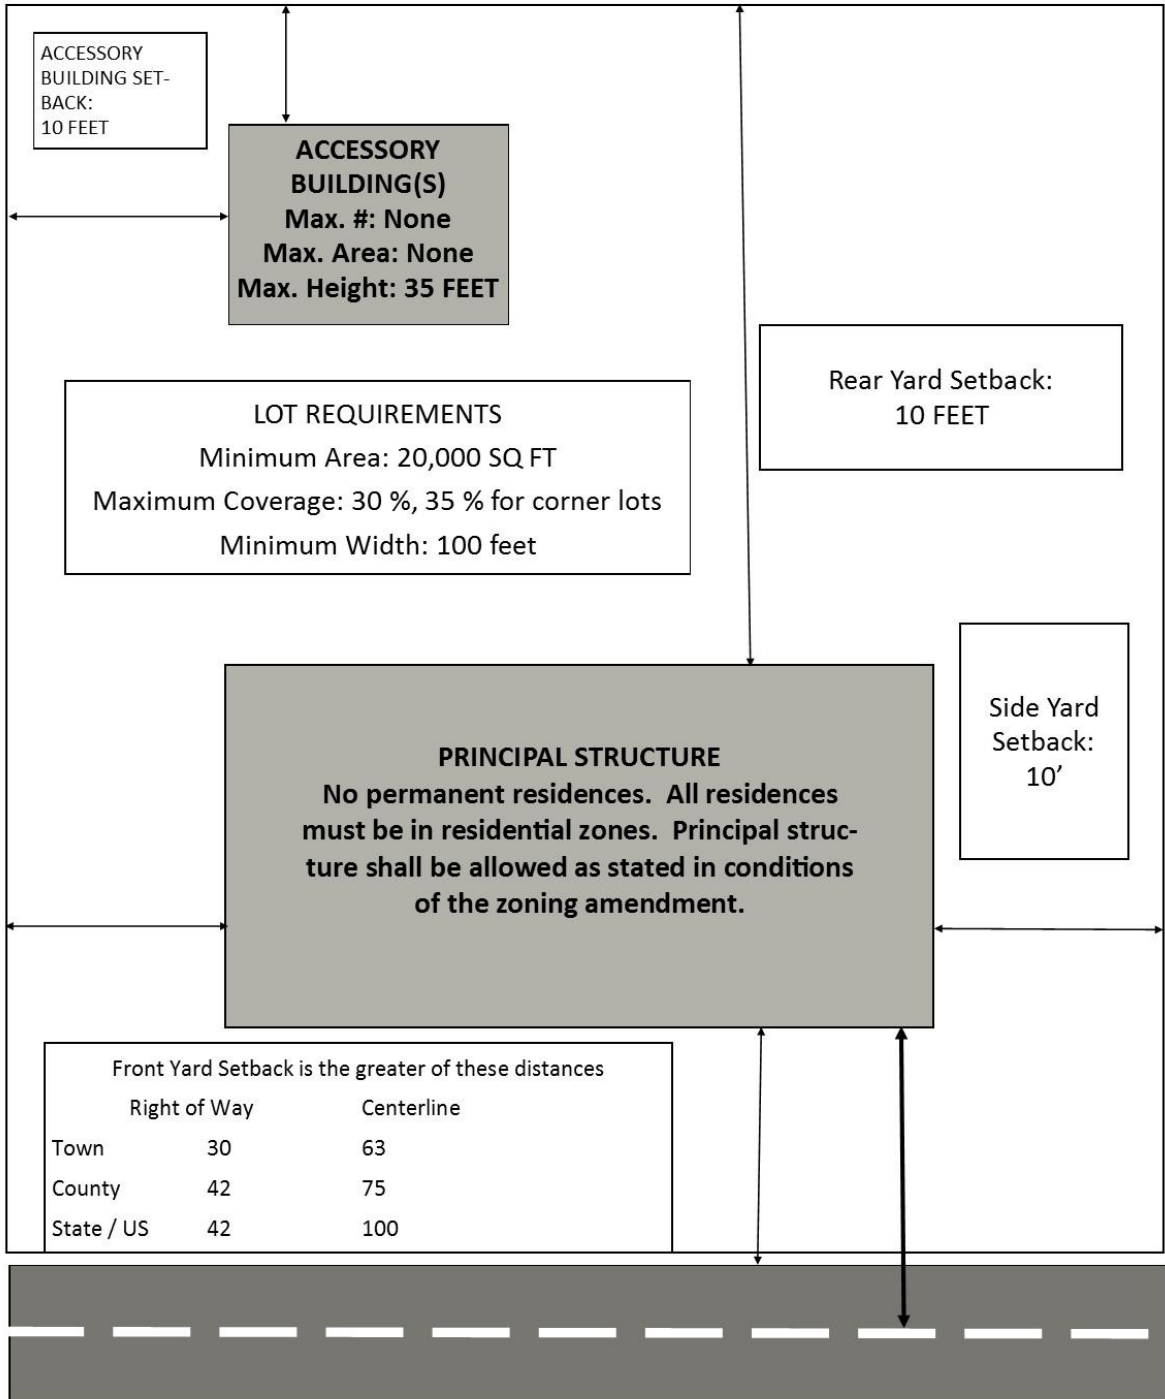 ACCESSORY
BUILDING SET-
BACK:
10 FEET
ACCESSORY
BUILDING(S)
Max. #: None
Max. Area: None
Max. Height: 35 FEET
LOT REQUIREMENTS
Minimum Area: 20,000 SQ FT
Maximum Coverage: 30 %, 35 % for corner lots
Minimum Width: 100 feet
Rear Yard Setback:
10 FEET
Side Yard
Setback:
10’
PRINCIPAL STRUCTURE
No permanent residences.  All residences
must be in residential zones.  Principal struc-
ture shall be allowed as stated in conditions
of the zoning amendment.
Front Yard Setback is the greater of these distances
Right of Way Centerline
Town 30 63
County 42 75
State / US 42 100